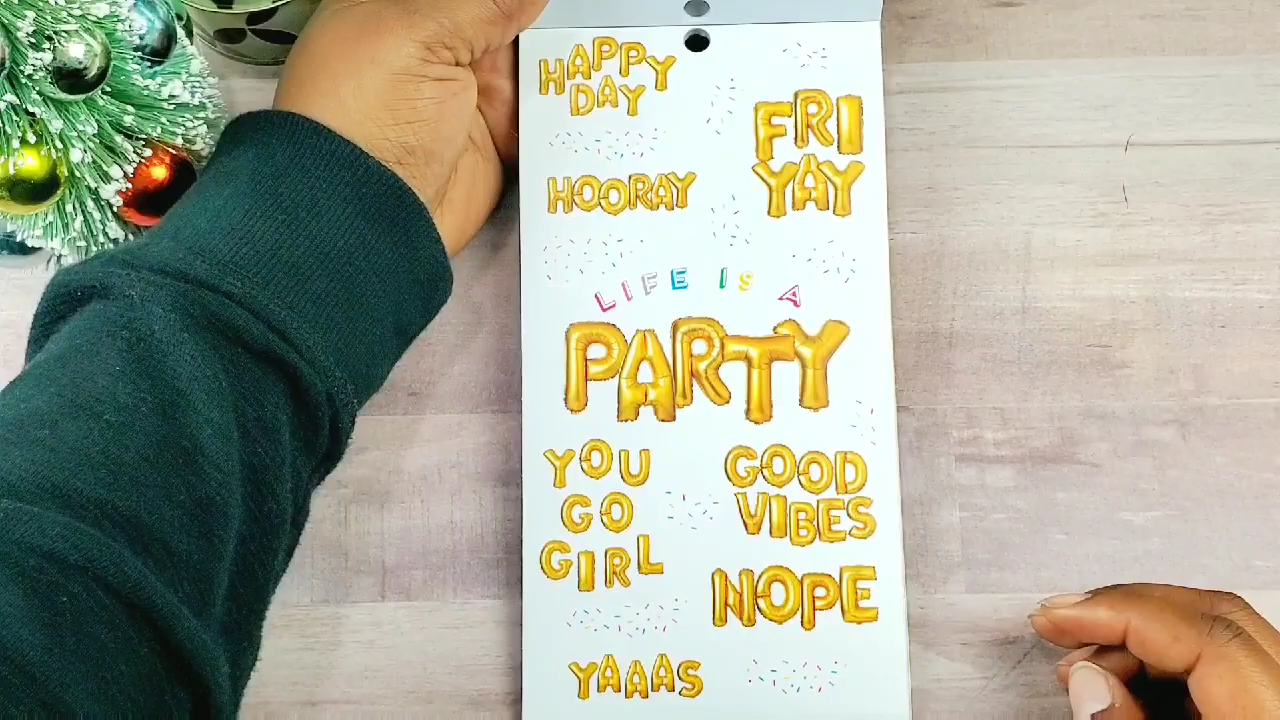 HAPPY
DAY
FRI
YAY
HOORAY
LIFE IS A
PARTY
YOU
GO
GIRL
GOOD
VIBES
NOPE
YAAAS